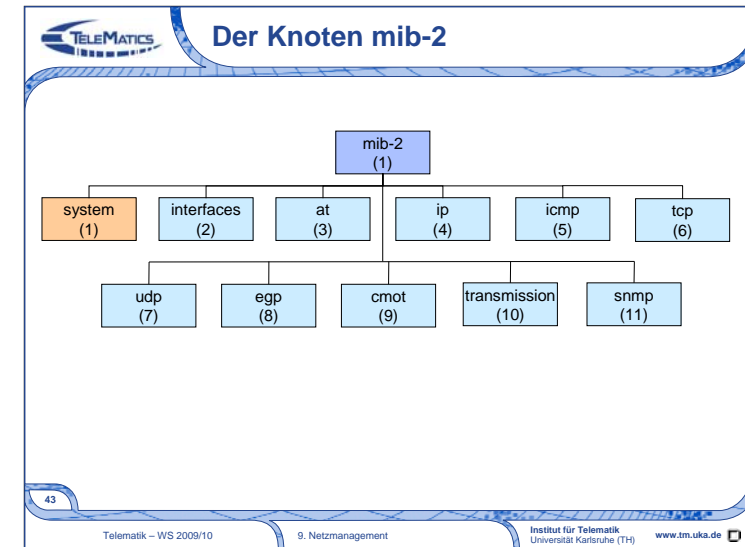 TELEMATICS
Der Knoten mib-2
mib-2
(1)
system
(1)
interfaces
(2)
at
(3)
ip
(4)
icmp
(5)
tcp
(6)
udp
(7)
egp
(8)
cmot
(9)
transmission
(10)
snmp
(11)
43
Telematik – WS 2009/10
9. Netzmanagement
Institut für Telematik
Universität Karlsruhe (TH)
www.tm.uka.de